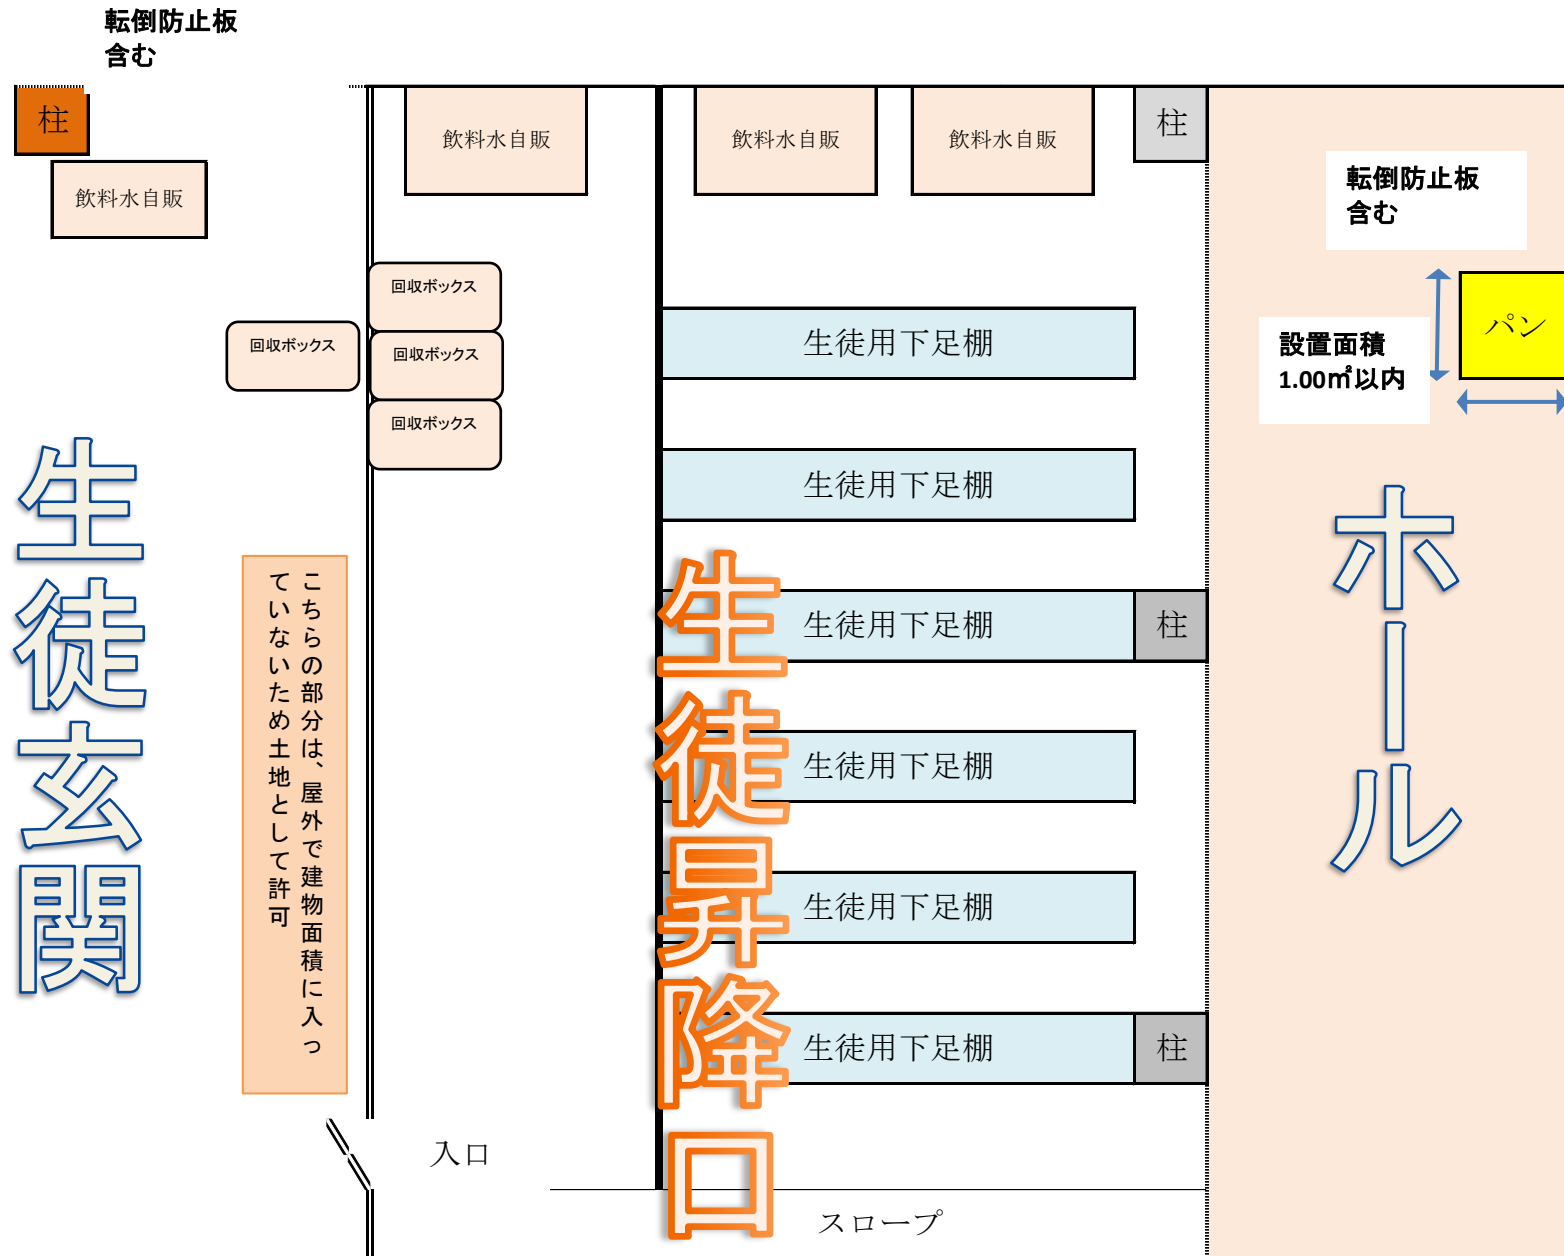 転倒防止板
含む
柱
飲料水自販
飲料水自販
飲料水自販
飲料水自販
柱
転倒防止板
含む
パン
設置面積
1.00㎡以内
回収ボックス
回収ボックス
回収ボックス
回収ボックス
生徒用下足棚
生徒用下足棚
生徒用下足棚
柱
生徒用下足棚
生徒用下足棚
生徒用下足棚
柱
生徒玄関
こちらの部分は、屋外で建物面積に入っ
ていないため土地として許可
生徒昇降口
ホール
入口
スロープ